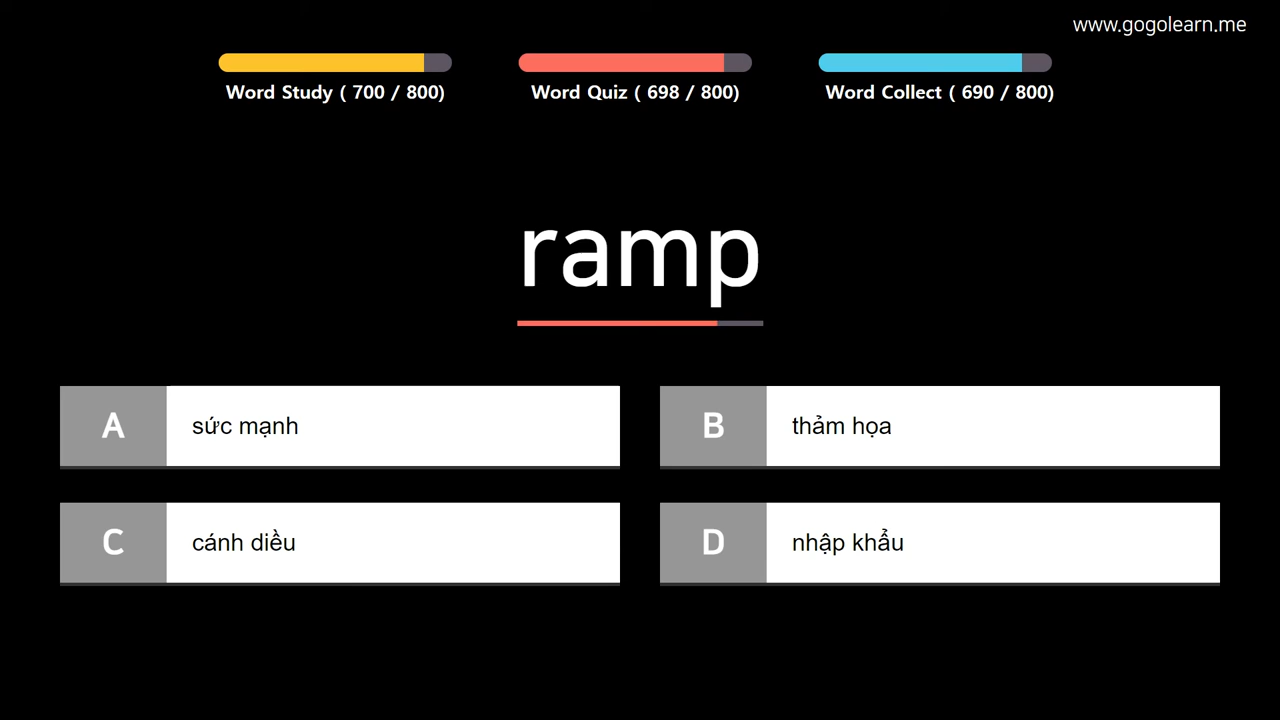 www.gogolearn.me
Word Study ( 700 / 800)
Word Quiz ( 698 / 800)
Word Collect ( 690 / 800)
ramp
A sức mạnh
B thảm họa
C cánh diều
D nhập khẩu